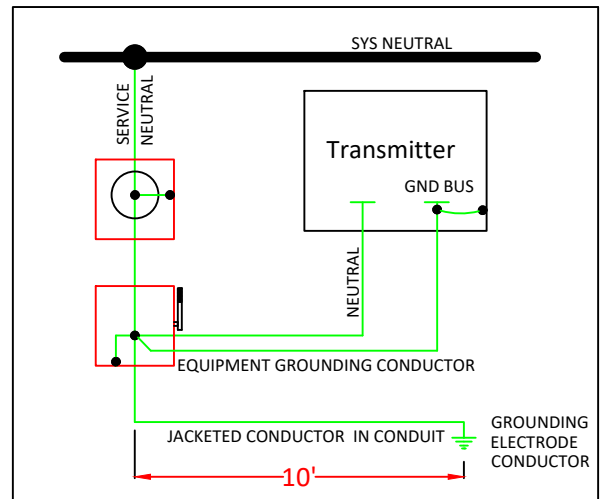 SYS NEUTRAL
SERVICE
NEUTRAL
Transmitter
GND BUS
NEUTRAL
EQUIPMENT GROUNDING CONDUCTOR
JACKETED CONDUCTOR IN CONDUIT
GROUNDING
ELECTRODE
CONDUCTOR
10'